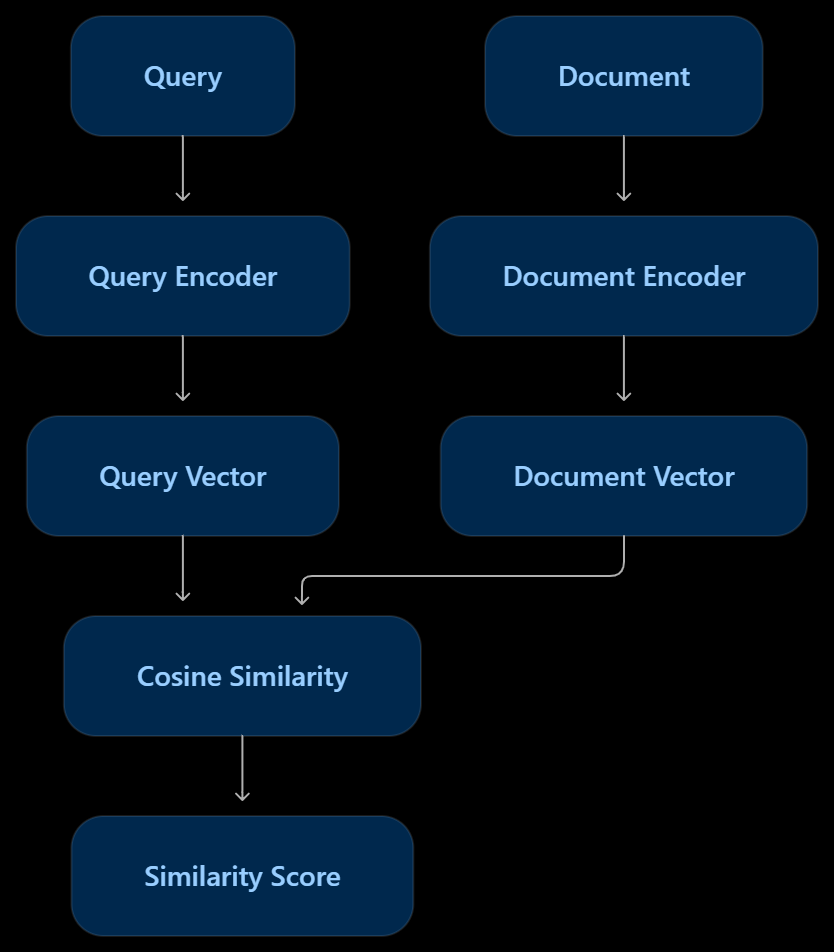 Query
Document
Query Encoder
Document Encoder
Query Vector
Document Vector
Cosine Similarity
Similarity Score